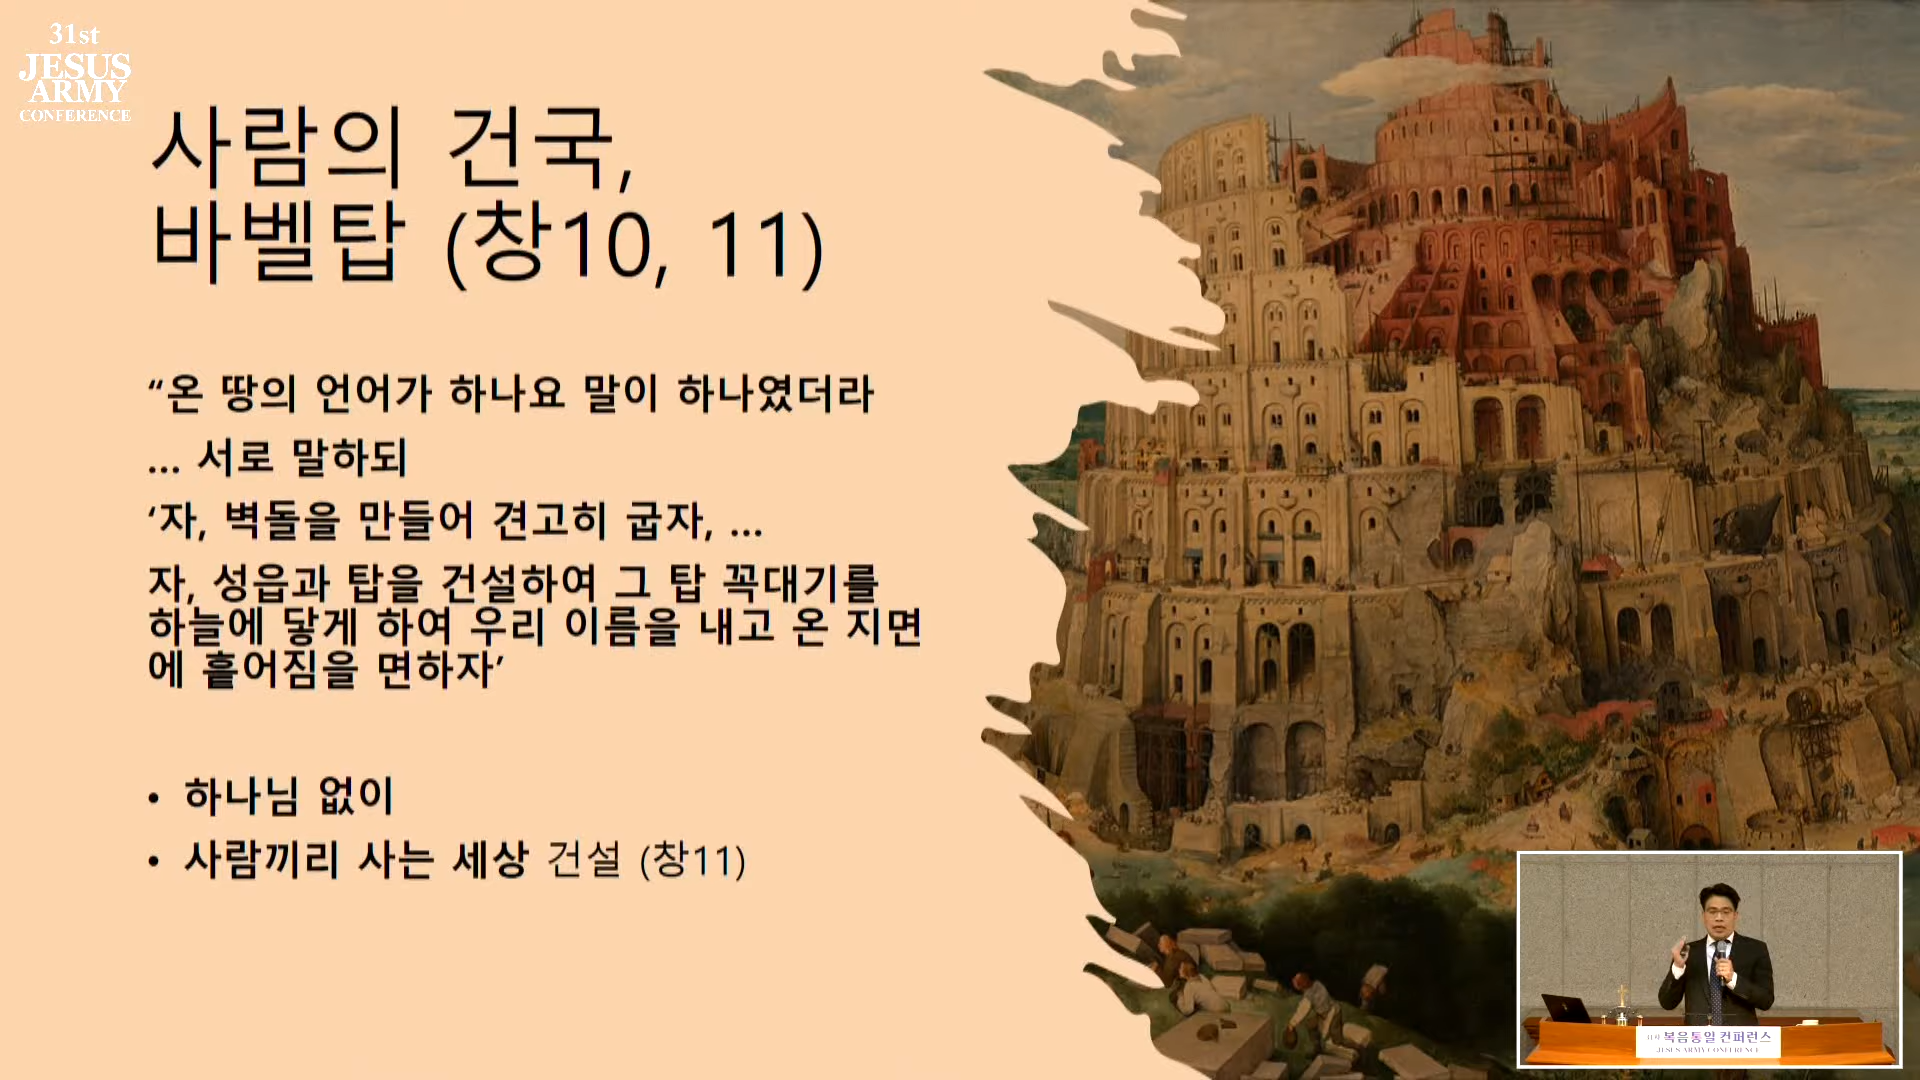 31st
JESUS
ARMY
CONFERENCE
사람의 건국,
바벨탑 (창10, 11)
“온 땅의 언어가 하나요 말이 하나였더라
... 서로 말하되
‘자, 벽돌을 만들어 견고히 굽자, ...
자, 성읍과 탑을 건설하여 그 탑 꼭대기를
하늘에 닿게 하여 우리 이름을 내고 온 지면
에 흩어짐을 면하자’
• 하나님 없이
• 사람끼리 사는 세상 건설 (창11)
복음통일 컨퍼런스
JESUS ARMY CONFERENCE